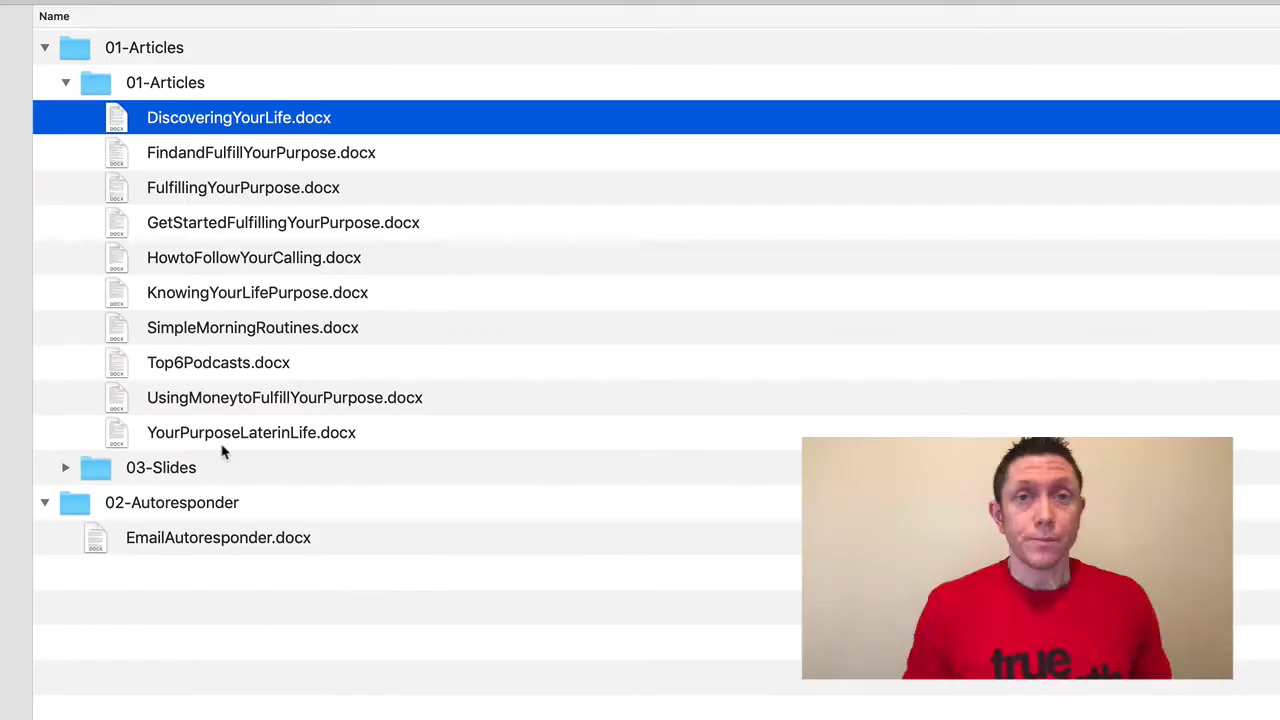 Name
01-Articles
01-Articles
DiscoveringYourLife.docx
FindandFulfillYourPurpose.docx
FulfillingYourPurpose.docx
GetStartedFulfillingYourPurpose.docx
HowtoFollowYourCalling.docx
KnowingYourLifePurpose.docx
SimpleMorningRoutines.docx
Top6Podcasts.docx
UsingMoneytoFulfillYourPurpose.docx
YourPurposeLaterinLife.docx
03-Slides
02-Autoresponder
EmailAutoresponder.docx
true